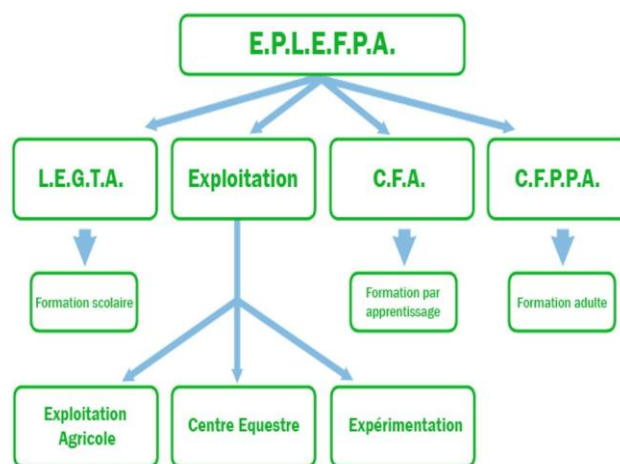 E.P.L.E.F.P.A.
L.E.G.T.A.
Exploitation
C.F.A.
C.F.P.P.A.
Formation scolaire
Formation par
apprentissage
Formation adulte
Exploitation
Agricole
Centre Equestre
Expérimentation